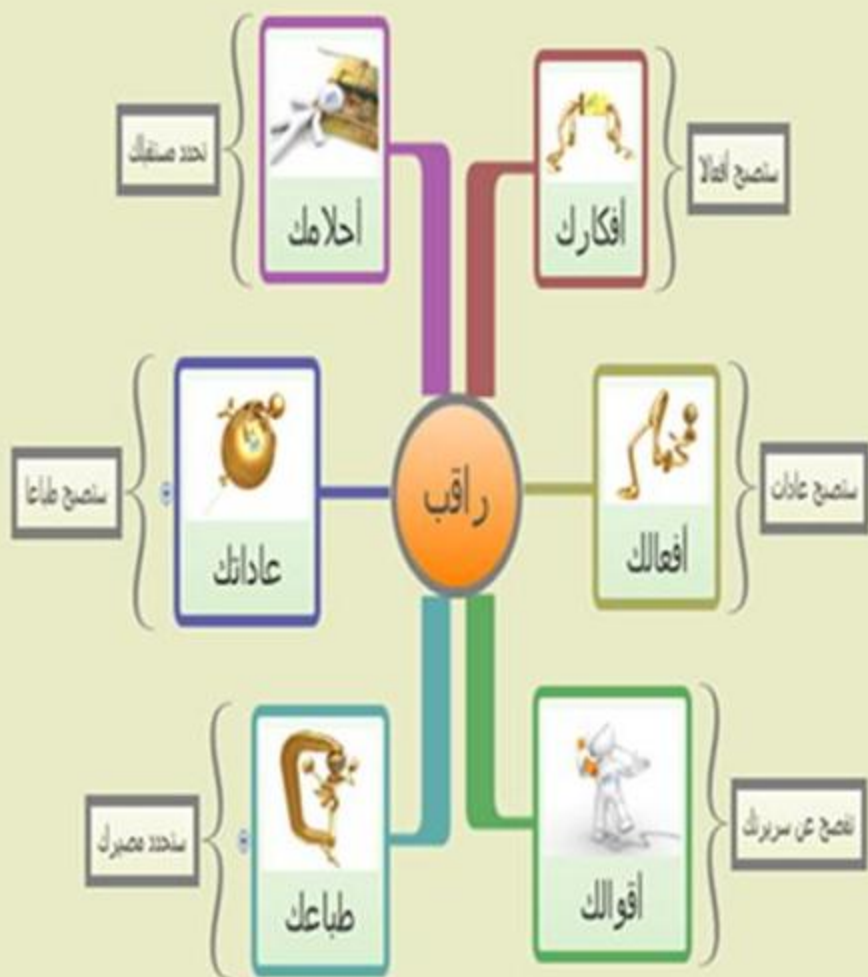 راقب
أفكارك
ستصبح أفعالا
أفعالك
ستصبح عادات
أقوالك
تفصح عن سريرتك
طباعك
ستحدد مصيرك
عاداتك
ستصبح طباعا
أحلامك
تحدد مستقبلك